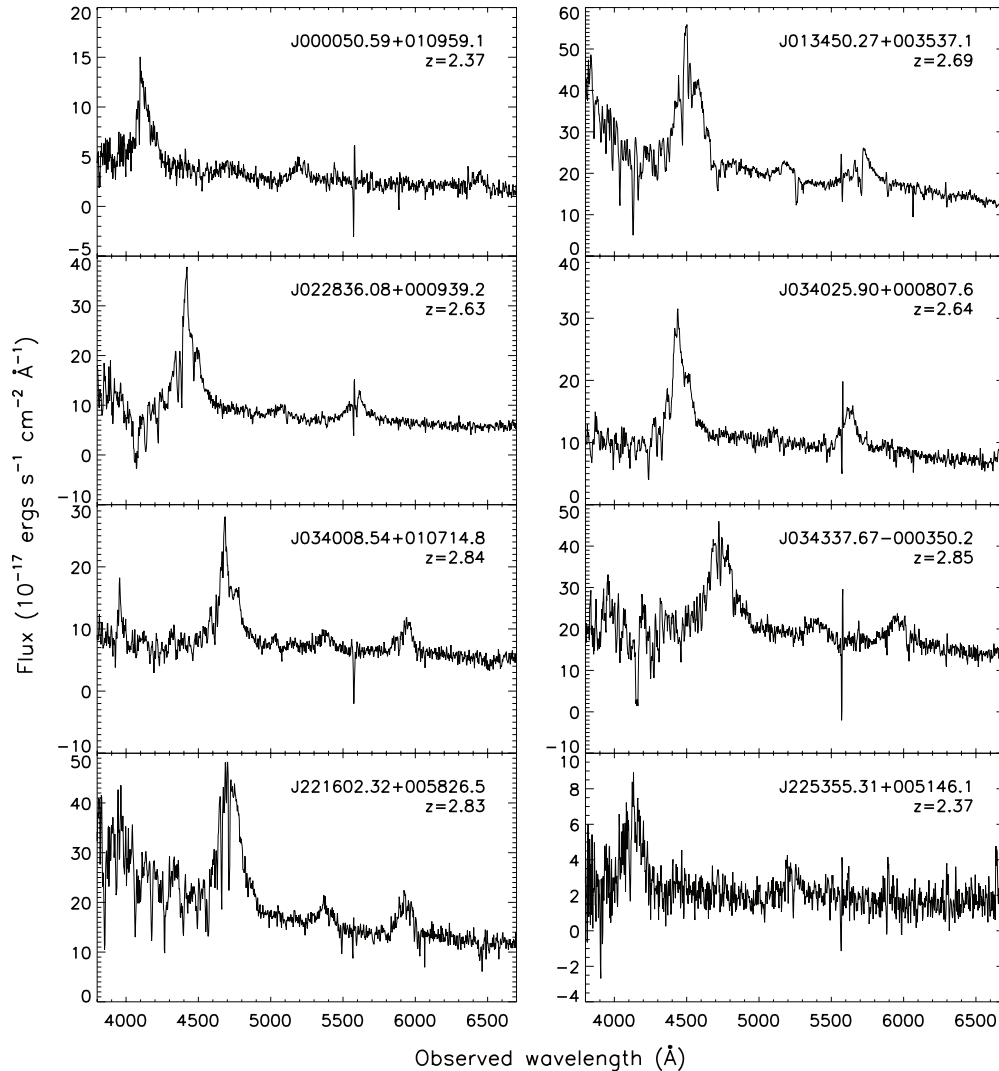 20
15
10
5
0
−5
J000050.59+010959.1
z=2.37
60
50
40
30
20
10
0
J013450.27+003537.1
z=2.69
40
30
20
10
0
−10
J022836.08+000939.2
z=2.63
40
30
20
10
0
J034025.90+000807.6
z=2.64
30
20
10
0
−10
J034008.54+010714.8
z=2.84
50
40
30
20
10
0
−10
J034337.67−000350.2
z=2.85
50
40
30
20
10
0
J221602.32+005826.5
z=2.83
10
8
6
4
2
0
−2
−4
J225355.31+005146.1
z=2.37
4000 4500 5000 5500 6000 6500
4000 4500 5000 5500 6000 6500
Flux (10⁻¹⁷ ergs s⁻¹ cm⁻² Å⁻¹)
Observed wavelength (Å)